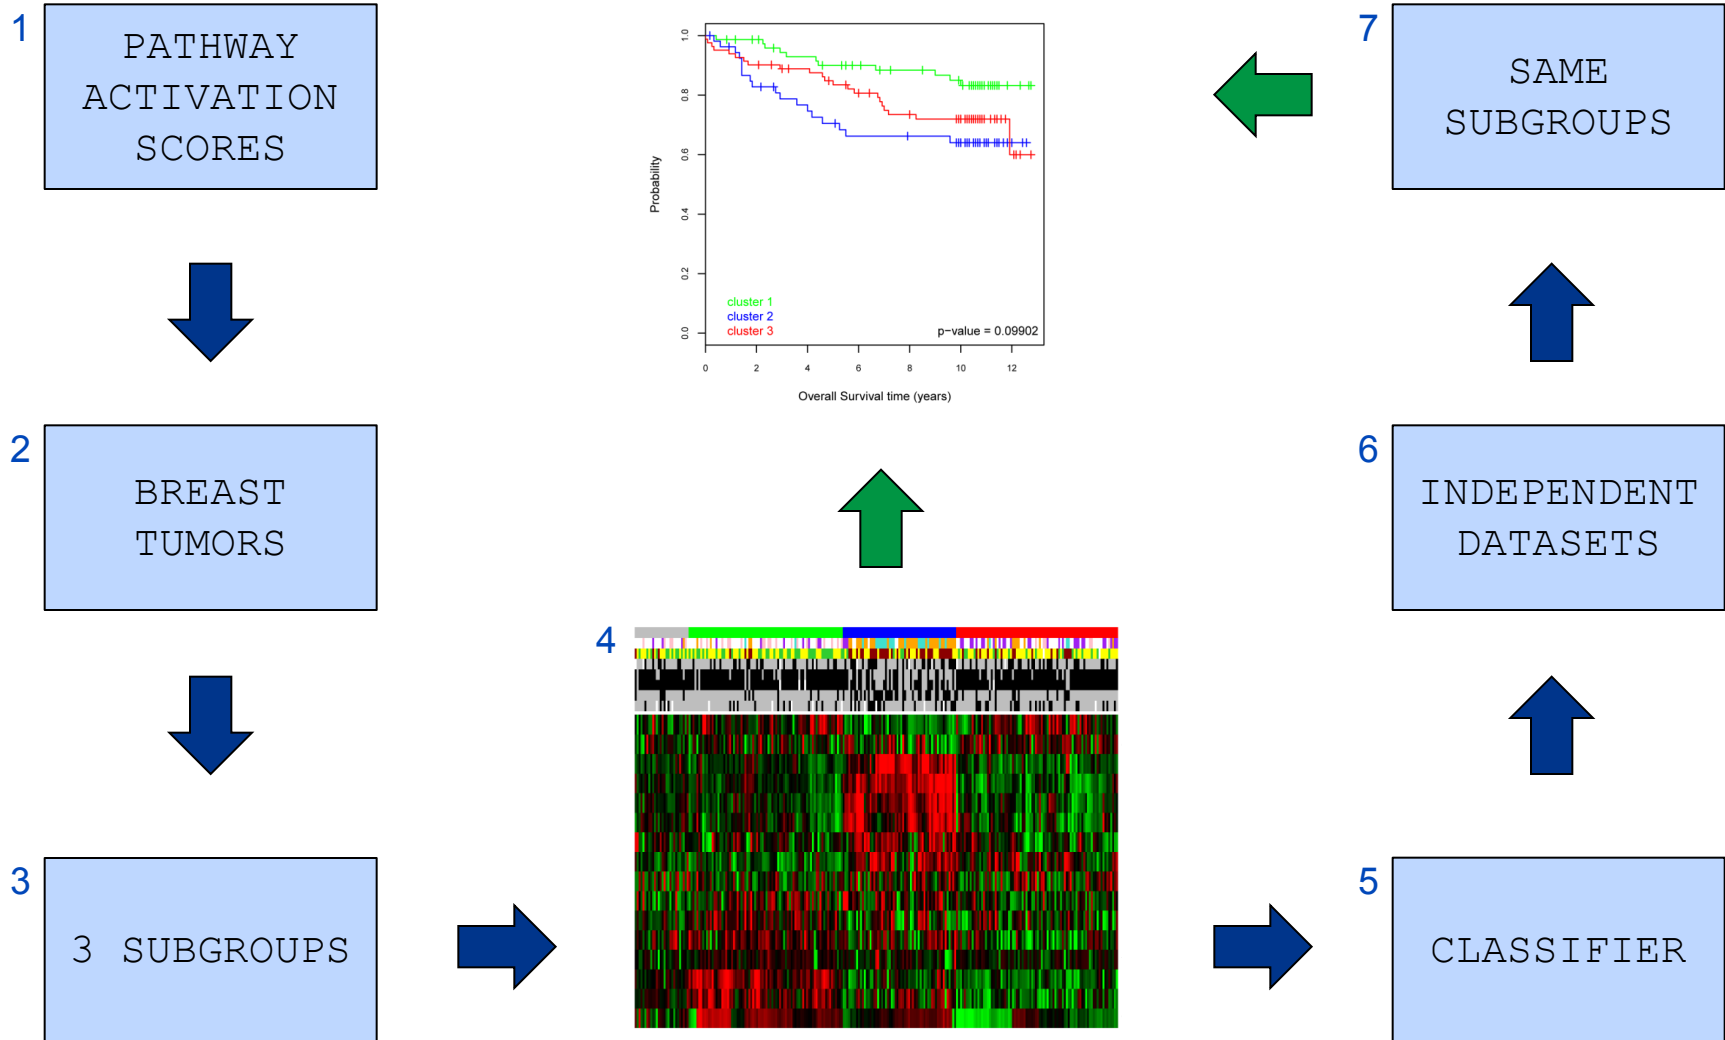 1
PATHWAY
ACTIVATION
SCORES
2
BREAST
TUMORS
3
3 SUBGROUPS
1.0
0.8
0.6
0.4
0.2
0.0
Probability
cluster 1
cluster 2
cluster 3
p-value = 0.09902
0 2 4 6 8 10 12
Overall Survival time (years)
4
5
CLASSIFIER
6
INDEPENDENT
DATASETS
7
SAME
SUBGROUPS